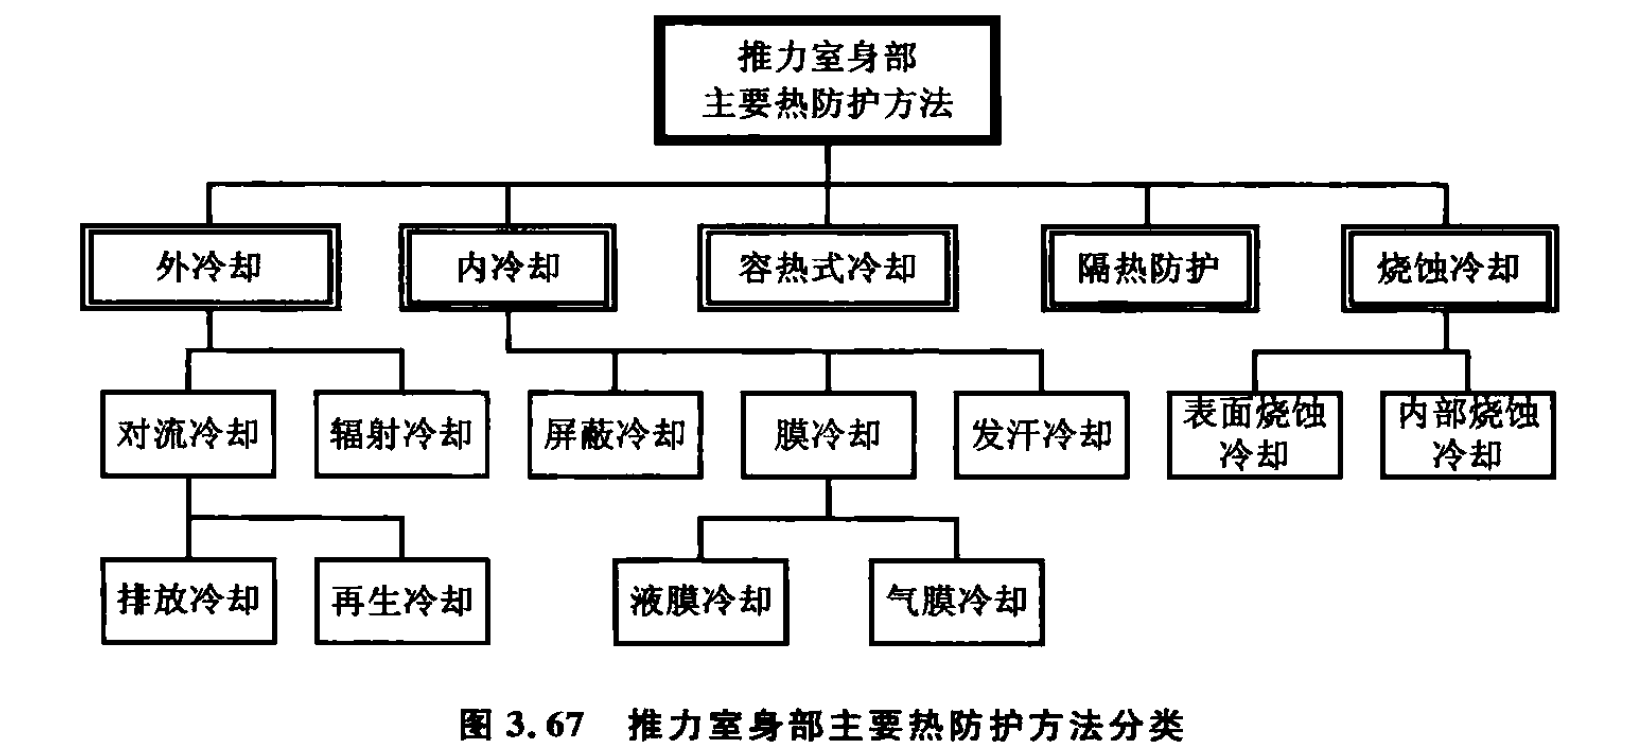 推力室身部
主要热防护方法
外冷却
内冷却
容热式冷却
隔热防护
烧蚀冷却
对流冷却
辐射冷却
屏蔽冷却
膜冷却
发汗冷却
表面烧蚀
冷却
内部烧蚀
冷却
排放冷却
再生冷却
液膜冷却
气膜冷却
图 3.67 推力室身部主要热防护方法分类